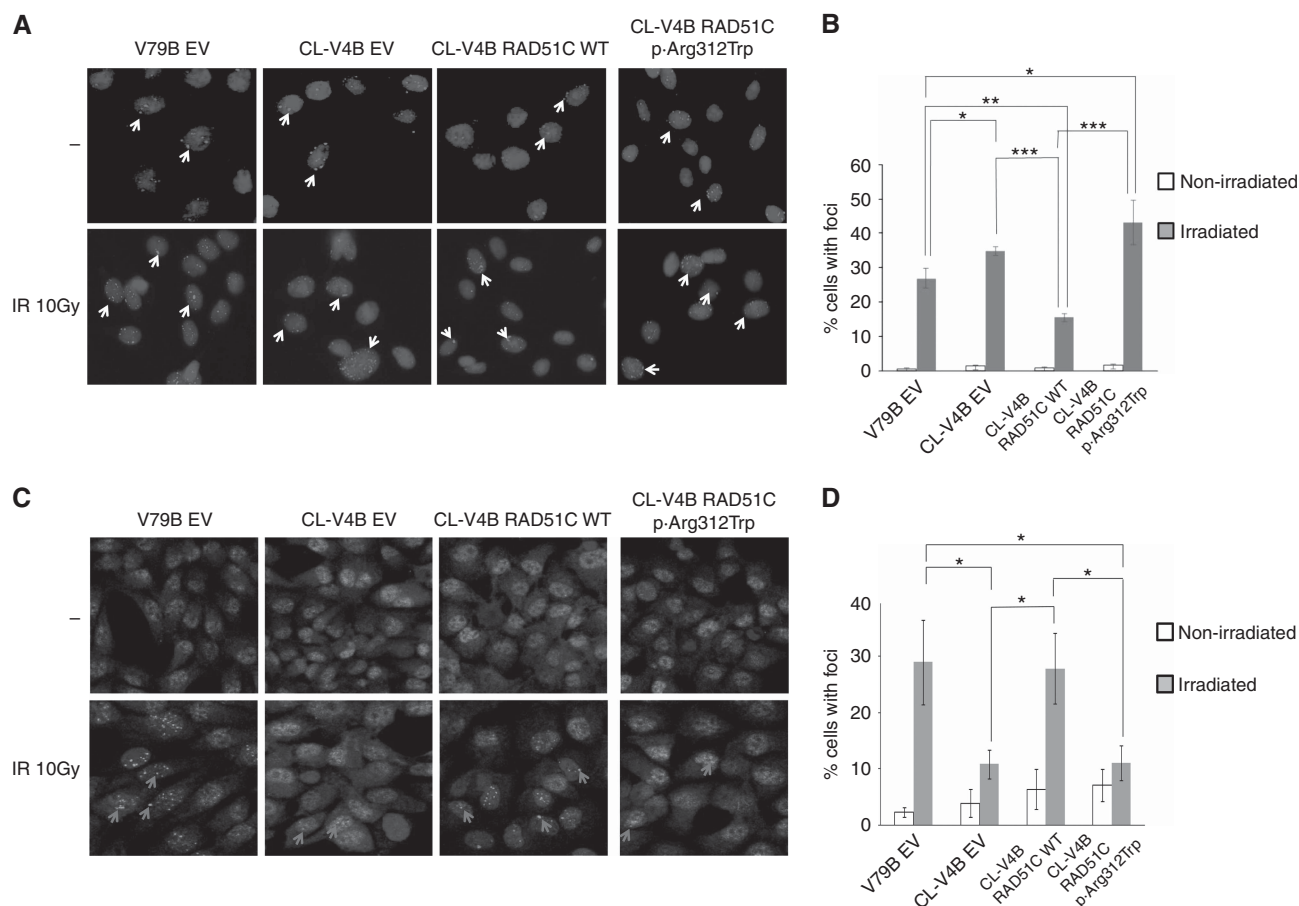 A
V79B EV
CL-V4B EV
CL-V4B RAD51C WT
CL-V4B RAD51C
p·Arg312Trp
–
IR 10Gy
B
*
**
*
***
***
60
50
40
30
20
10
0
% cells with foci
Non-irradiated
Irradiated
V79B EV
CL-V4B EV
CL-V4B
RAD51C WT
CL-V4B
RAD51C
p·Arg312Trp
C
V79B EV
CL-V4B EV
CL-V4B RAD51C WT
CL-V4B RAD51C
p·Arg312Trp
–
IR 10Gy
D
*
*
*
*
40
30
20
10
0
% cells with foci
Non-irradiated
Irradiated
V79B EV
CL-V4B EV
CL-V4B
RAD51C WT
CL-V4B
RAD51C
p·Arg312Trp